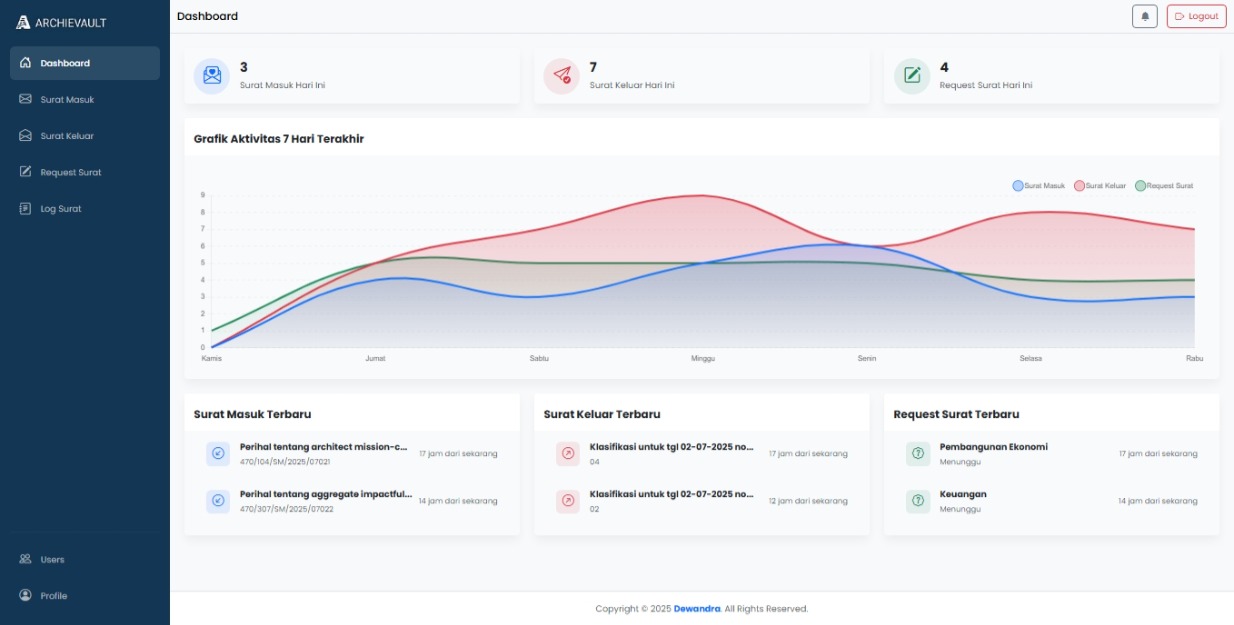 ARCHIEVAULT
Dashboard
Logout
Dashboard
Surat Masuk
Surat Keluar
Request Surat
Log Surat
Users
Profile
3
Surat Masuk Hari Ini
7
Surat Keluar Hari Ini
4
Request Surat Hari Ini
Grafik Aktivitas 7 Hari Terakhir
Surat Masuk Surat Keluar Request Surat
9
8
7
6
5
4
3
2
1
0
Kamis Jumat Sabtu Minggu Senin Selasa Rabu
Surat Masuk Terbaru
Perihal tentang architect mission-c... 17 jam dari sekarang
470/104/SM/2025/07021
Perihal tentang aggregate impactful... 14 jam dari sekarang
470/307/SM/2025/07022
Surat Keluar Terbaru
Klasifikasi untuk tgl 02-07-2025 no... 17 jam dari sekarang
04
Klasifikasi untuk tgl 02-07-2025 no... 12 jam dari sekarang
02
Request Surat Terbaru
Pembangunan Ekonomi 17 jam dari sekarang
Menunggu
Keuangan 14 jam dari sekarang
Menunggu
Copyright © 2025 Dewandra. All Rights Reserved.